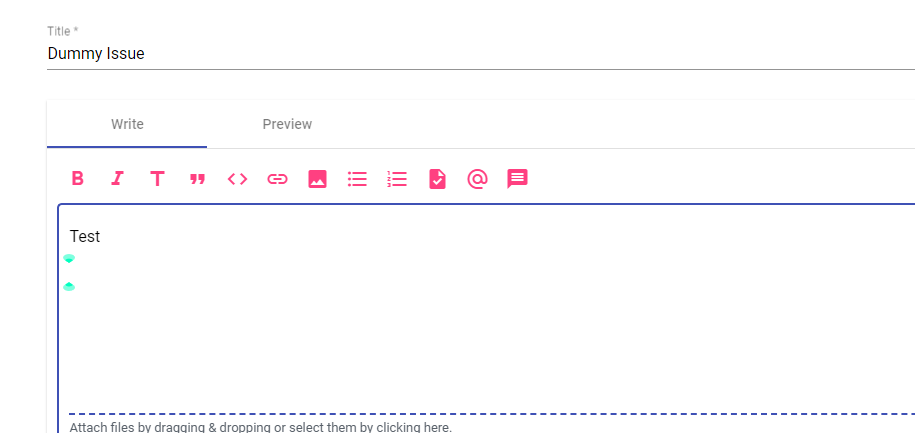 Title *
Dummy Issue
Write Preview
Test
Attach files by dragging & dropping or select them by clicking here.